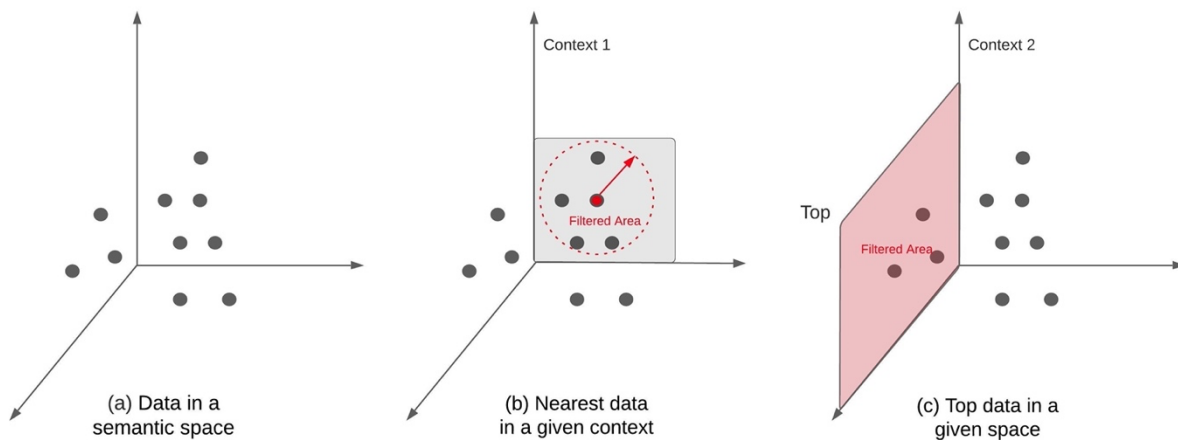 Context 1
Context 2
Top
Filtered Area
Filtered Area
(a) Data in a
semantic space
(b) Nearest data
in a given context
(c) Top data in a
given space